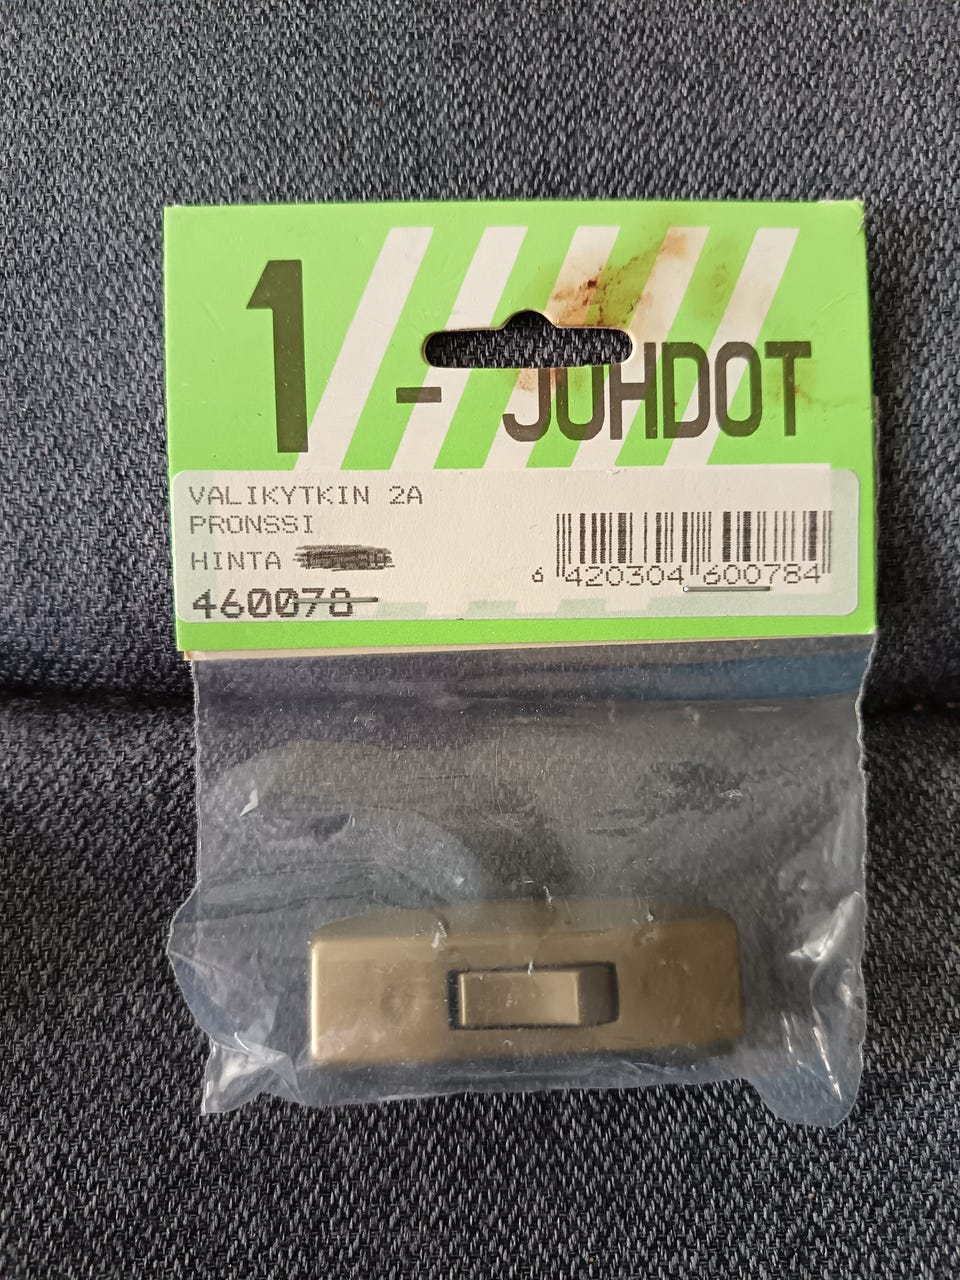 1 - JOHDOT
VALIKYTKIN 2A
PRONSSI
HINTA
460078
6 420304 600784